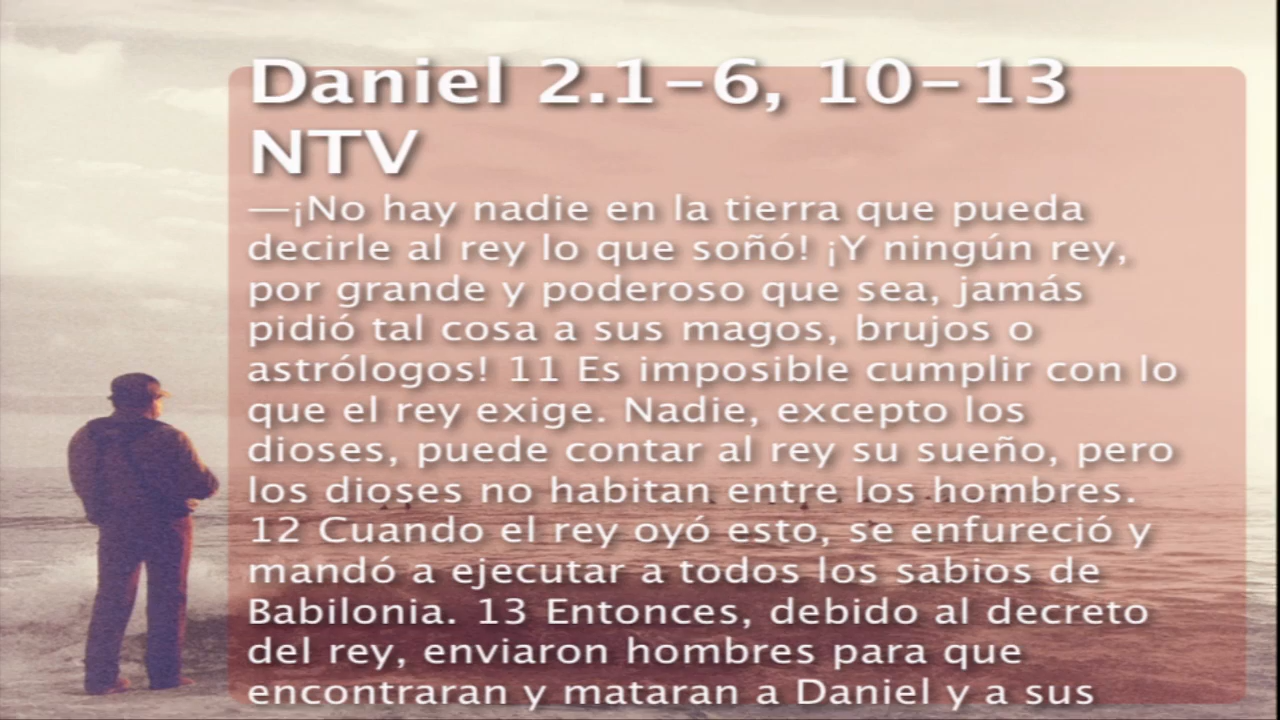 Daniel 2.1-6, 10-13
NTV
—¡No hay nadie en la tierra que pueda
decirle al rey lo que soñó! ¡Y ningún rey,
por grande y poderoso que sea, jamás
pidió tal cosa a sus magos, brujos o
astrólogos! 11 Es imposible cumplir con lo
que el rey exige. Nadie, excepto los
dioses, puede contar al rey su sueño, pero
los dioses no habitan entre los hombres.
12 Cuando el rey oyó esto, se enfureció y
mandó a ejecutar a todos los sabios de
Babilonia. 13 Entonces, debido al decreto
del rey, enviaron hombres para que
encontraran y mataran a Daniel y a sus